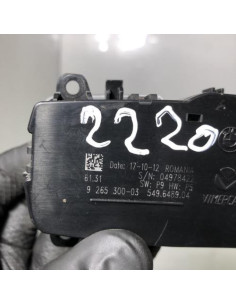 2220
Date: 17-10-12 ROMANIA
S/N: 04978422
61.31 SW: P9 HW: P5
9 265 300-03 549.6489.04